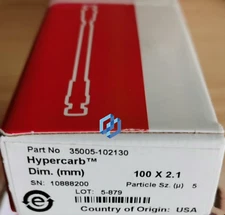 Part No 35005-102130
Hypercarb™
Dim. (mm) 100 X 2.1
SN: 10888200 Particle Sz. (µ) 5
LOT: 5-879
e
Country of Origin: USA